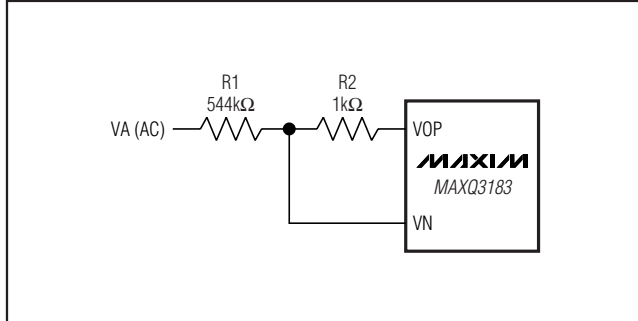 R1
544kΩ
R2
1kΩ
VA (AC)
VOP
MAXIM
MAXQ3183
VN